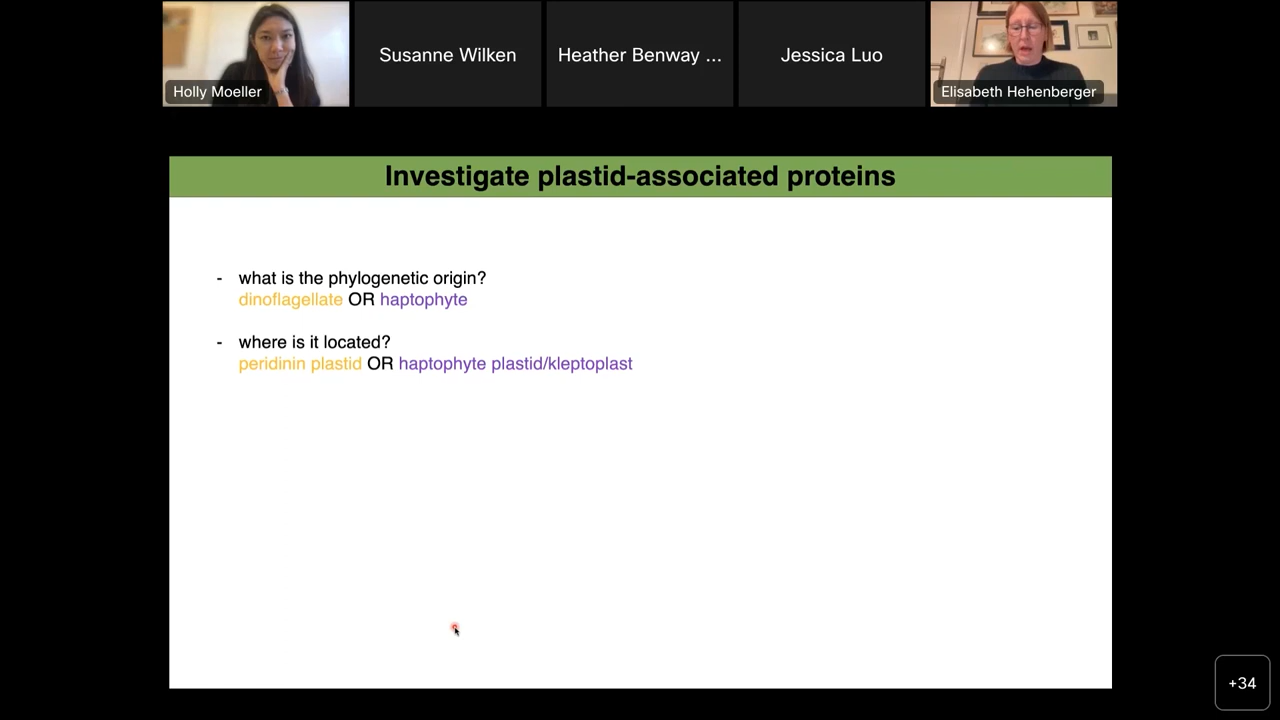 Holly Moeller
Susanne Wilken
Heather Benway ...
Jessica Luo
Elisabeth Hehenberger
Investigate plastid-associated proteins
- what is the phylogenetic origin?
dinoflagellate OR haptophyte
- where is it located?
peridinin plastid OR haptophyte plastid/kleptoplast
+34